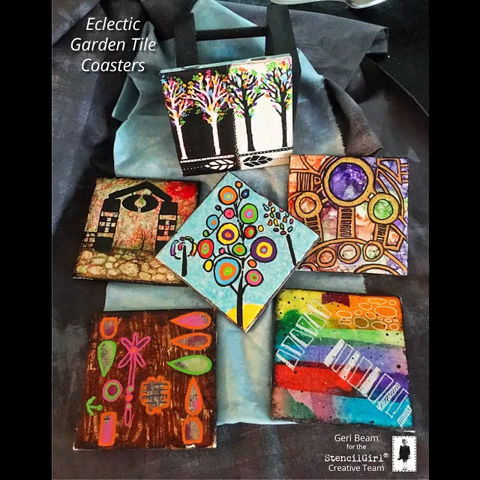 Eclectic
Garden Tile
Coasters
Geri Beam
for the
StencilGirl®
Creative Team